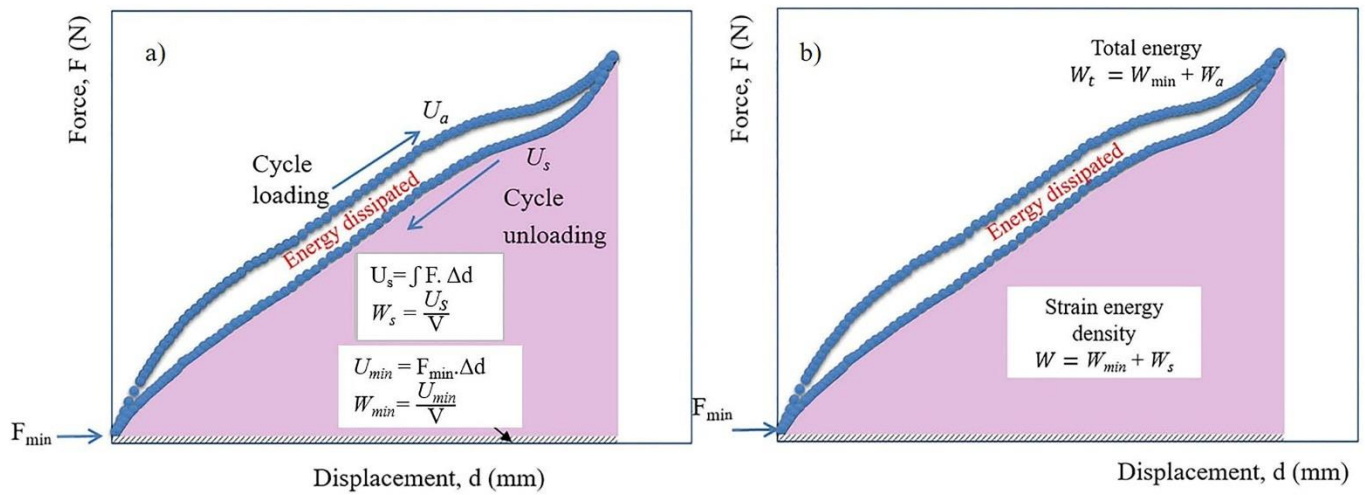 Force, F (N)
a)
U_a
Cycle
loading
Energy dissipated
U_s
Cycle
unloading
U_s= ∫ F. Δd
W_s = U_s/V
U_min = F_min.Δd
W_min= U_min/V
F_min
Displacement, d (mm)
Force, F (N)
b)
Total energy
W_t = W_min + W_a
Energy dissipated
Strain energy
density
W = W_min + W_s
F_min
Displacement, d (mm)